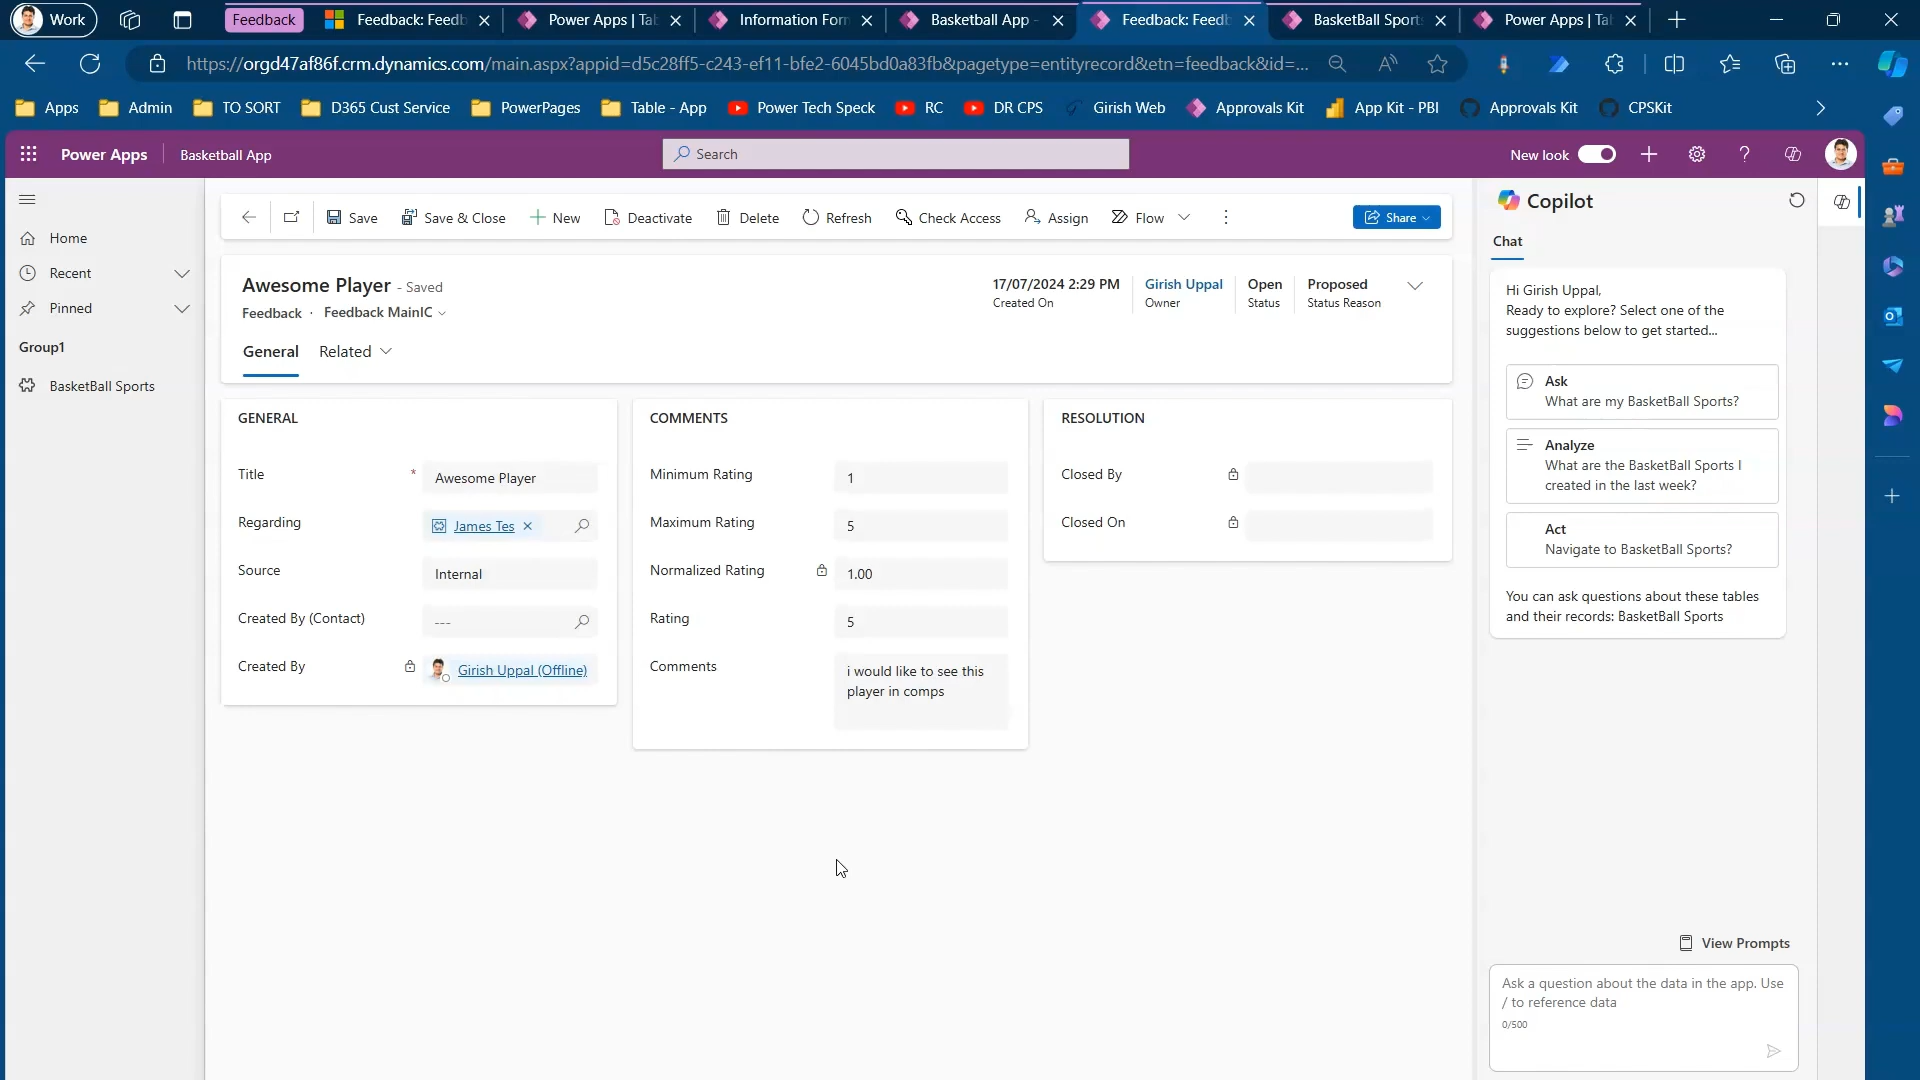 Work
Feedback
Feedback: Feedb
Power Apps | Tab
Information Forn
Basketball App -
Feedback: Feedb
BasketBall Sports
Power Apps | Tab
https://orgd47af86f.crm.dynamics.com/main.aspx?appid=d5c28ff5-c243-ef11-bfe2-6045bd0a83fb&pagetype=entityrecord&etn=feedback&id=...
Apps
Admin
TO SORT
D365 Cust Service
PowerPages
Table - App
Power Tech Speck
RC
DR CPS
Girish Web
Approvals Kit
App Kit - PBI
Approvals Kit
CPSKit
Power Apps
Basketball App
Search
New look
Home
Recent
Pinned
Group1
BasketBall Sports
Save
Save & Close
New
Deactivate
Delete
Refresh
Check Access
Assign
Flow
Share
Awesome Player - Saved
Feedback · Feedback MainIC
17/07/2024 2:29 PM
Created On
Girish Uppal
Owner
Open
Status
Proposed
Status Reason
General
Related
GENERAL
Title *
Awesome Player
Regarding
James Tes
Source
Internal
Created By (Contact)
---
Created By
Girish Uppal (Offline)
COMMENTS
Minimum Rating
1
Maximum Rating
5
Normalized Rating
1.00
Rating
5
Comments
i would like to see this
player in comps
RESOLUTION
Closed By
Closed On
Copilot
Chat
Hi Girish Uppal,
Ready to explore? Select one of the
suggestions below to get started...
Ask
What are my BasketBall Sports?
Analyze
What are the BasketBall Sports I
created in the last week?
Act
Navigate to BasketBall Sports?
You can ask questions about these tables
and their records: BasketBall Sports
View Prompts
Ask a question about the data in the app. Use
/ to reference data
0/500